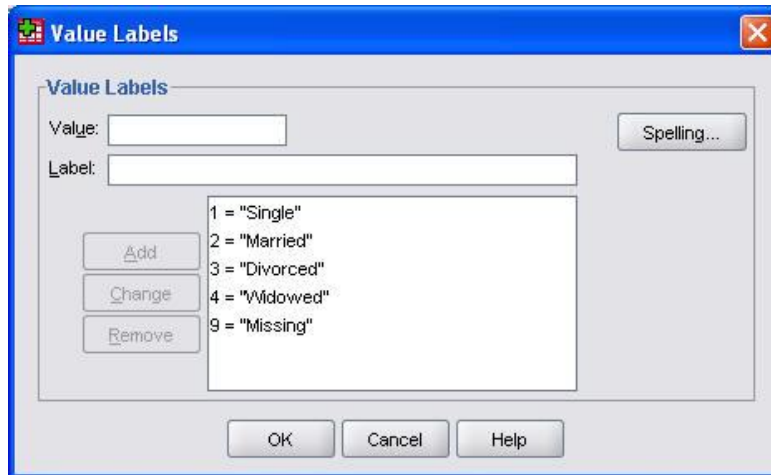 Value Labels
Value Labels
Value:
Spelling...
Label:
1 = "Single"
2 = "Married"
3 = "Divorced"
4 = "Widowed"
9 = "Missing"
Add
Change
Remove
OK Cancel Help